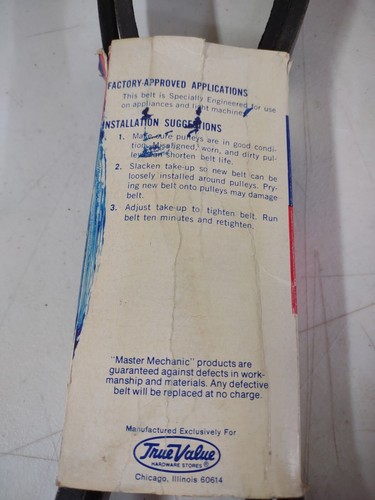 FACTORY-APPROVED APPLICATIONS
This belt is Specially Engineered for use
on appliances and light machines.
INSTALLATION SUGGESTIONS
1. Make sure pulleys are in good condi-
tion. Misaligned, worn, and dirty pul-
leys can shorten belt life.
2. Slacken take-up so new belt can be
loosely installed around pulleys. Pry-
ing new belt onto pulleys may damage
belt.
3. Adjust take-up to tighten belt. Run
belt ten minutes and retighten.
"Master Mechanic" products are
guaranteed against defects in work-
manship and materials. Any defective
belt will be replaced at no charge.
Manufactured Exclusively For
True Value
HARDWARE STORES®
Chicago, Illinois 60614